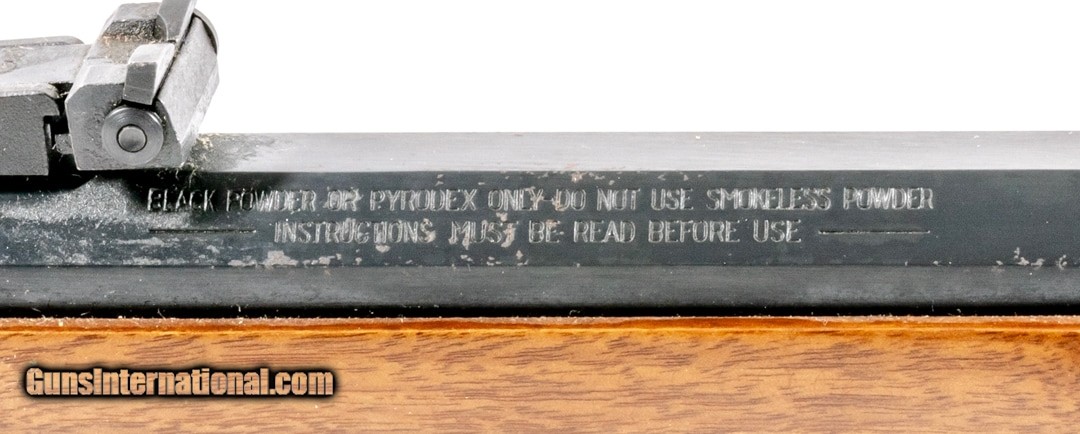 BLACK POWDER OR PYRODEX ONLY-DO NOT USE SMOKELESS POWDER
INSTRUCTIONS MUST BE READ BEFORE USE
GunsInternational.com